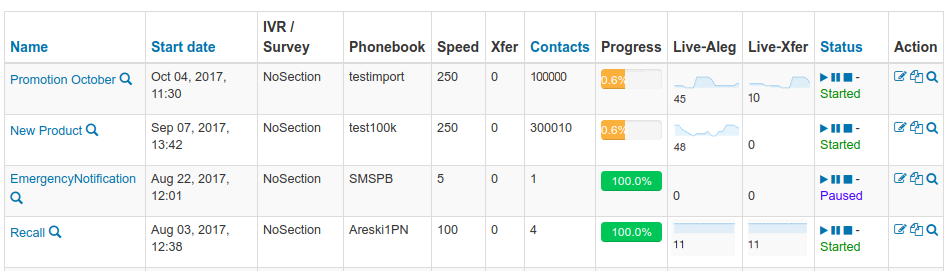 Name Start date IVR / Survey Phonebook Speed Xfer Contacts Progress Live-Aleg Live-Xfer Status Action
Promotion October Oct 04, 2017, NoSection testimport 250 0 100000 0.6% -
11:30 45 10 Started
New Product Sep 07, 2017, NoSection test100k 250 0 300010 0.6% -
13:42 48 0 Started
EmergencyNotification Aug 22, 2017, NoSection SMSPB 5 0 1 100.0% -
12:01 0 0 Paused
Recall Aug 03, 2017, NoSection Areski1PN 100 0 4 100.0% -
12:38 11 11 Started